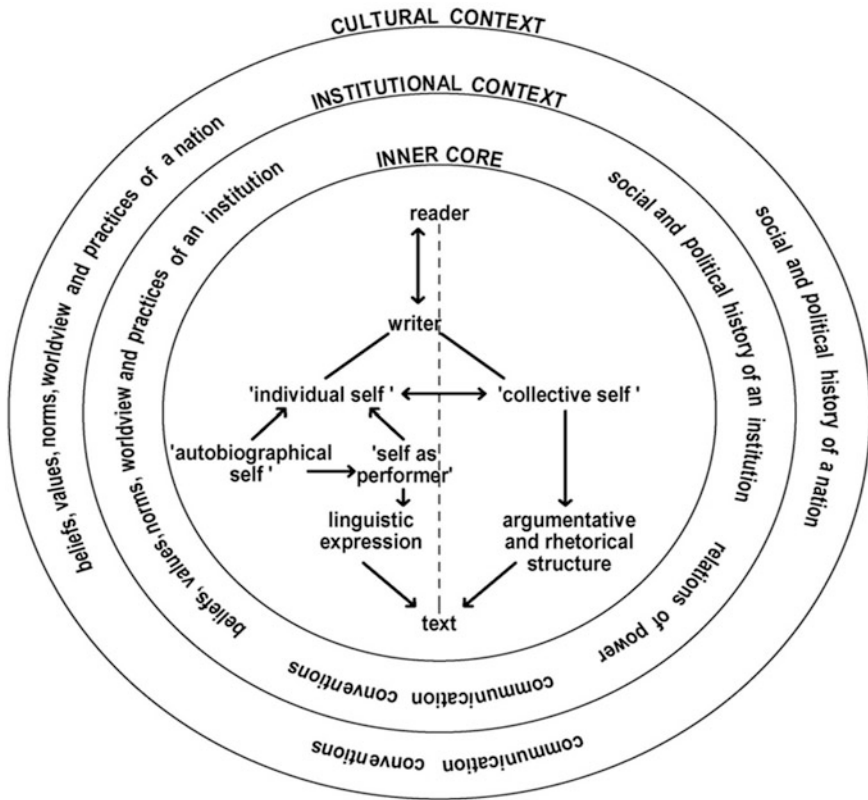 CULTURAL CONTEXT
INSTITUTIONAL CONTEXT
INNER CORE
beliefs, values, norms, worldview and practices of a nation
beliefs, values, norms, worldview and practices of an institution
social and political history of an institution
social and political history of a nation
reader
writer
'individual self '
'collective self '
'autobiographical
self '
'self as
performer'
linguistic
expression
argumentative
and rhetorical
structure
text
relations of power
communication conventions
communication conventions